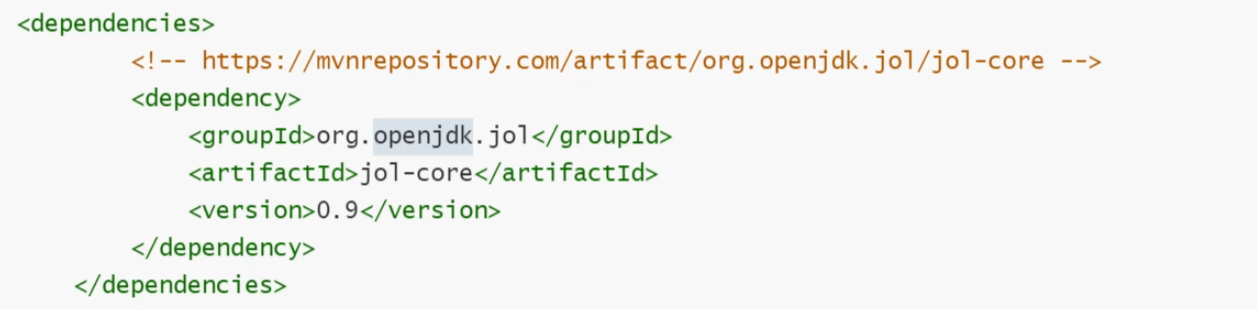 <dependencies>
<!-- https://mvnrepository.com/artifact/org.openjdk.jol/jol-core -->
<dependency>
<groupId>org.openjdk.jol</groupId>
<artifactId>jol-core</artifactId>
<version>0.9</version>
</dependency>
</dependencies>